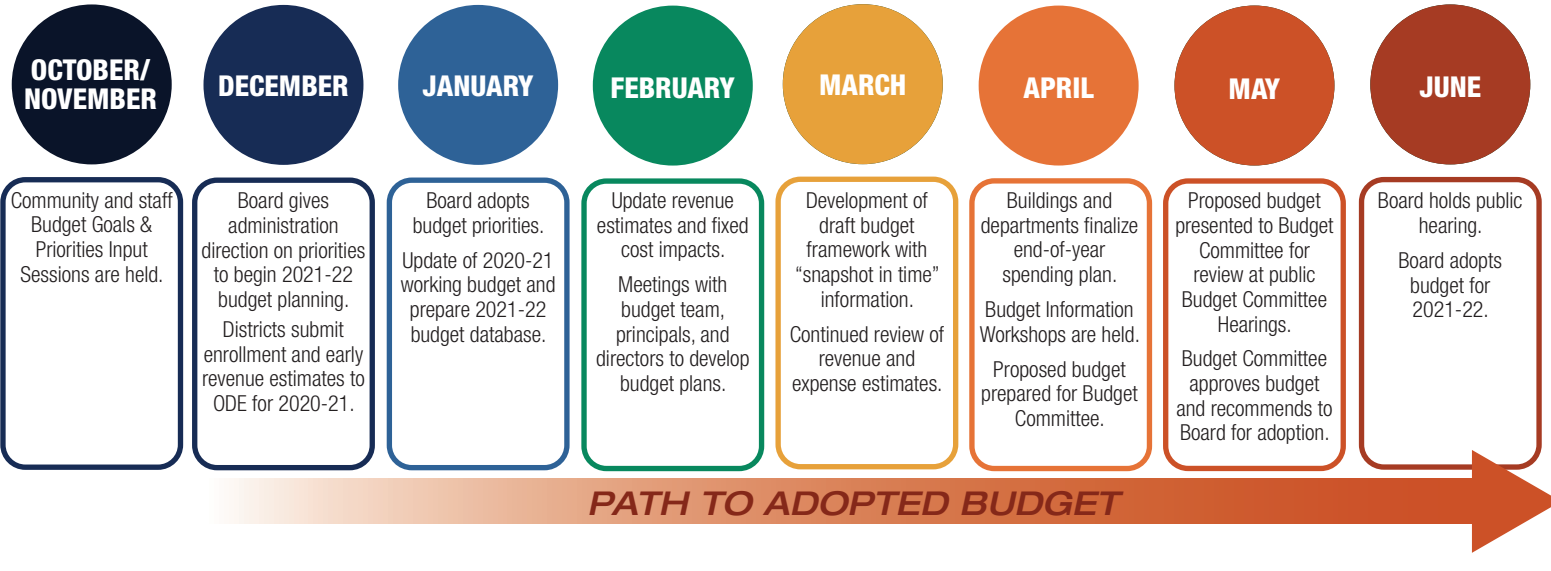 OCTOBER/
NOVEMBER
Community and staff
Budget Goals &
Priorities Input
Sessions are held.
DECEMBER
Board gives
administration
direction on priorities
to begin 2021-22
budget planning.
Districts submit
enrollment and early
revenue estimates to
ODE for 2020-21.
JANUARY
Board adopts
budget priorities.
Update of 2020-21
working budget and
prepare 2021-22
budget database.
FEBRUARY
Update revenue
estimates and fixed
cost impacts.
Meetings with
budget team,
principals, and
directors to develop
budget plans.
MARCH
Development of
draft budget
framework with
“snapshot in time”
information.
Continued review of
revenue and
expense estimates.
APRIL
Buildings and
departments finalize
end-of-year
spending plan.
Budget Information
Workshops are held.
Proposed budget
prepared for Budget
Committee.
MAY
Proposed budget
presented to Budget
Committee for
review at public
Budget Committee
Hearings.
Budget Committee
approves budget
and recommends to
Board for adoption.
JUNE
Board holds public
hearing.
Board adopts
budget for
2021-22.
PATH TO ADOPTED BUDGET